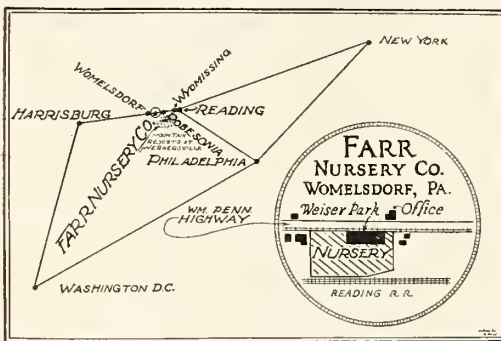 NEW YORK
WOMELSDORF
WYOMISSING
HARRISBURG
READING
ROBESONIA
MOUNTAIN
RESORTS AT
WERNERSVILLE
FARR NURSERY CO.
PHILADELPHIA
WM. PENN
HIGHWAY
WASHINGTON D.C.
FARR
NURSERY CO.
WOMELSDORF, PA.
Weiser Park Office
NURSERY
READING R R